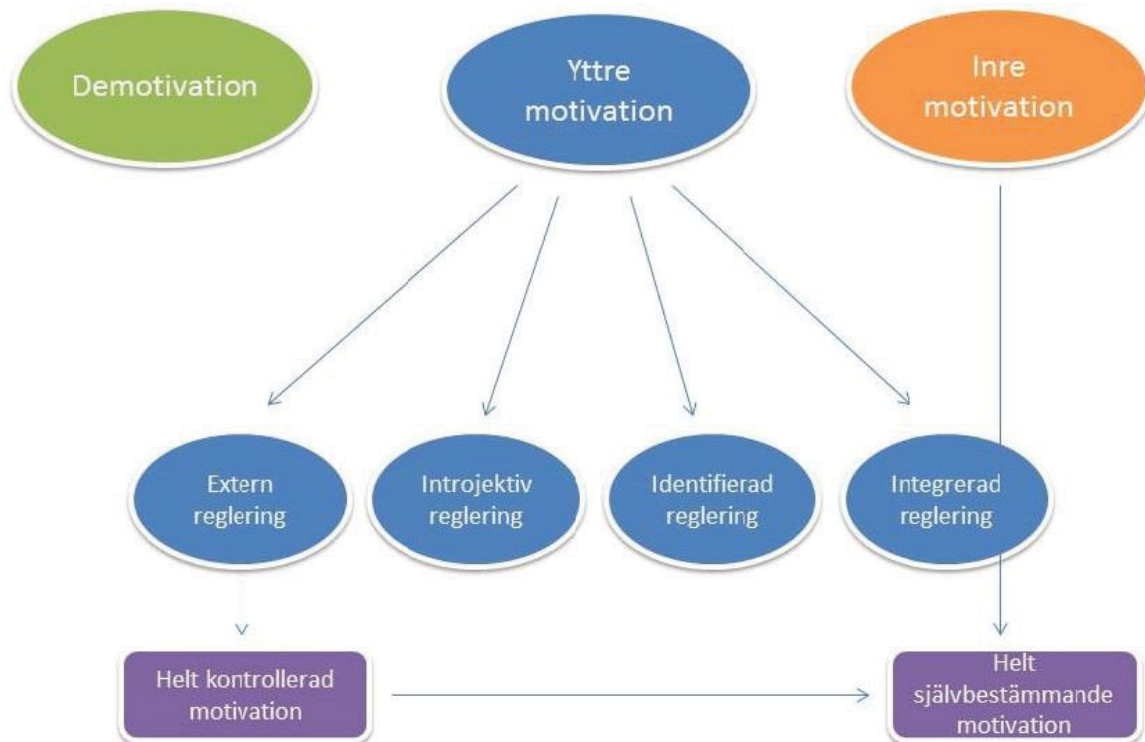 Demotivation
Yttre
motivation
Inre
motivation
Extern
reglering
Introjektiv
reglering
Identifierad
reglering
Integrerad
reglering
Helt kontrollerad
motivation
Helt
självbestämmande
motivation